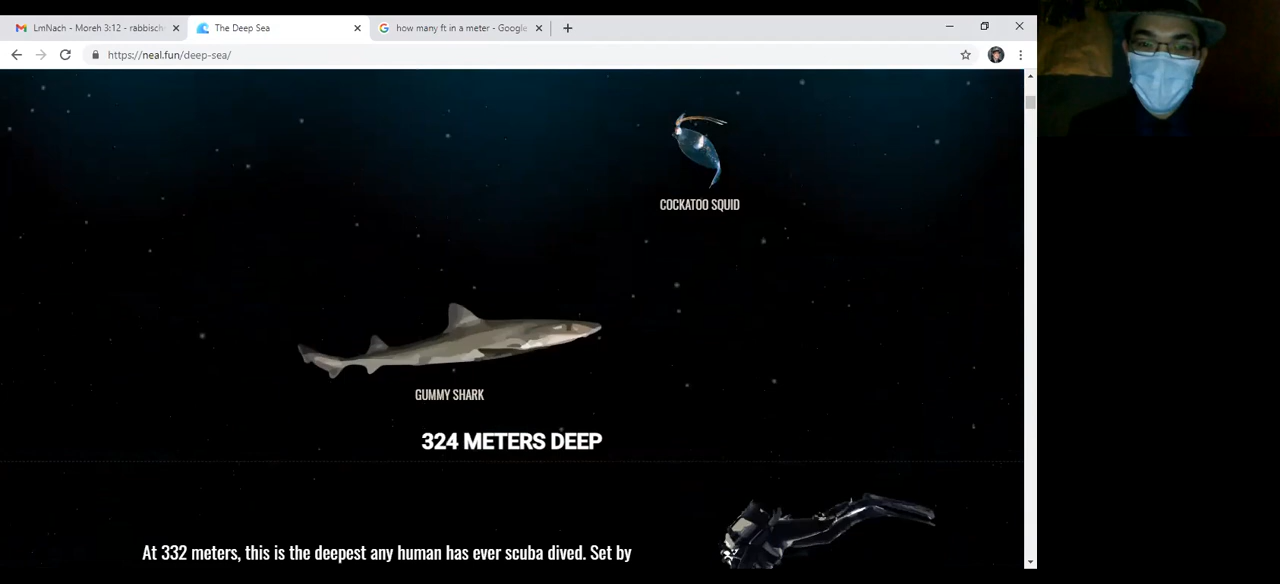 LmNach - Moreh 3:12 - rabbisch
The Deep Sea
how many ft in a meter - Google
https://neal.fun/deep-sea/
COCKATOO SQUID
GUMMY SHARK
324 METERS DEEP
At 332 meters, this is the deepest any human has ever scuba dived. Set by